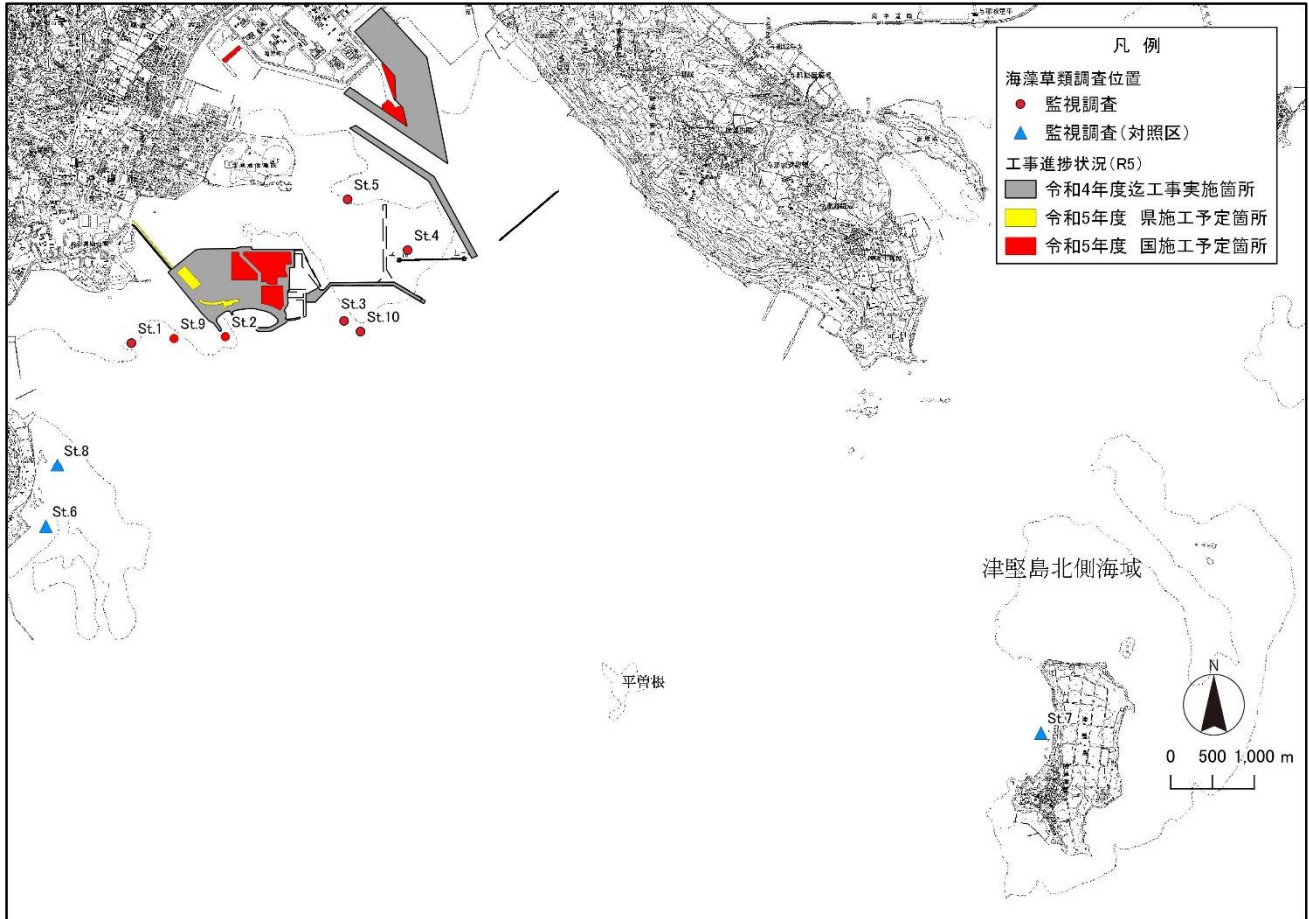 凡 例
海藻草類調査位置
監視調査
監視調査(対照区)
工事進捗状況(R5)
令和4年度迄工事実施箇所
令和5年度 県施工予定箇所
令和5年度 国施工予定箇所
St.5
St.4
St.3
St.10
St.1
St.9
St.2
St.8
St.6
津堅島北側海域
平曽根
N
St.7
0 500 1,000 m